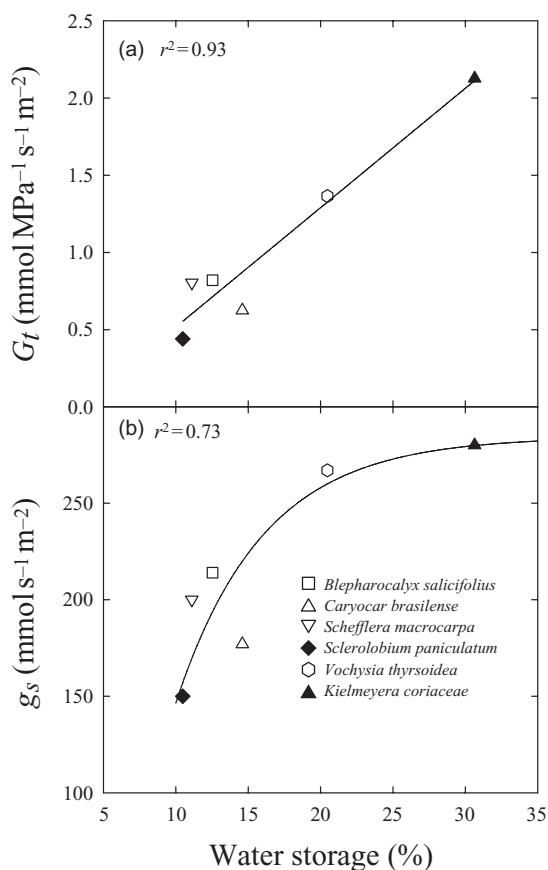 (a) r²=0.93
2.5
2.0
1.5
1.0
0.5
0.0
Gt (mmol MPa⁻¹ s⁻¹ m⁻²)
(b) r²=0.73
250
200
150
100
gs (mmol s⁻¹ m⁻²)
Blepharocalyx salicifolius
Caryocar brasilense
Schefflera macrocarpa
Sclerolobium paniculatum
Vochysia thyrsoidea
Kielmeyera coriaceae
5 10 15 20 25 30 35
Water storage (%)